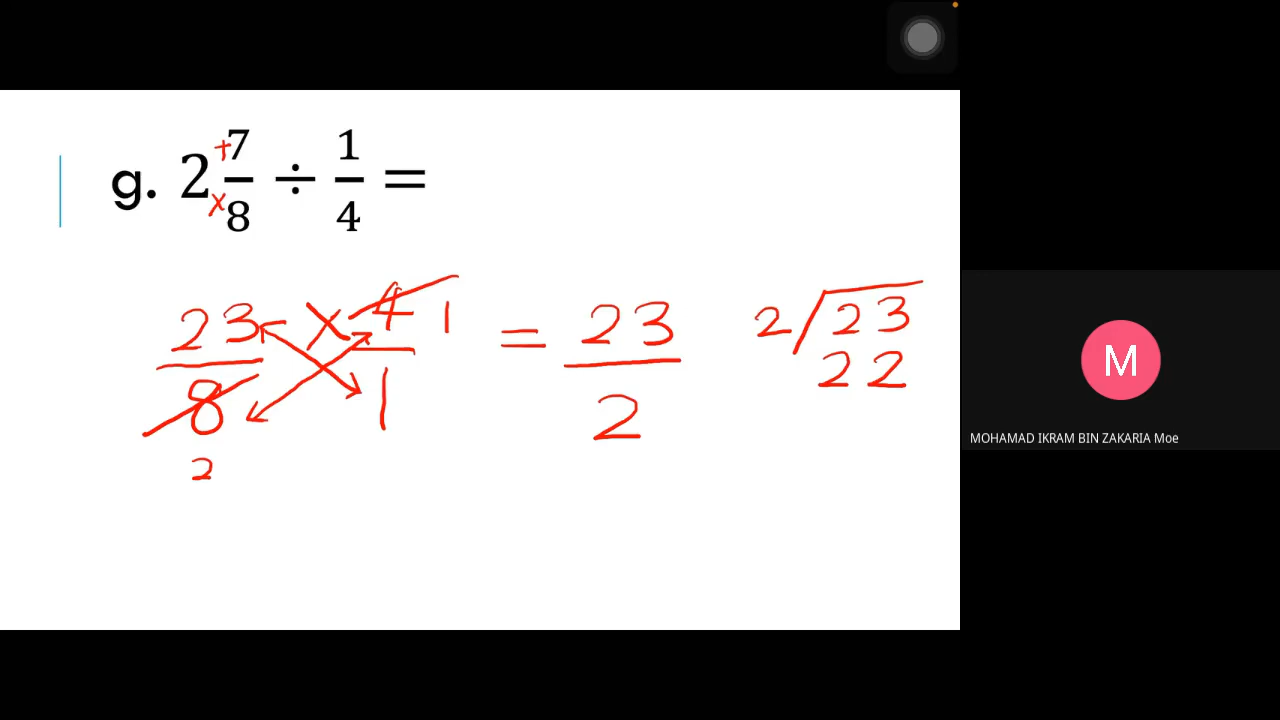 g. 2 7/8 ÷ 1/4 =
+
x
23/8 x 4/1 = 23/2
1
2
2 23
22
M
MOHAMAD IKRAM BIN ZAKARIA Moe